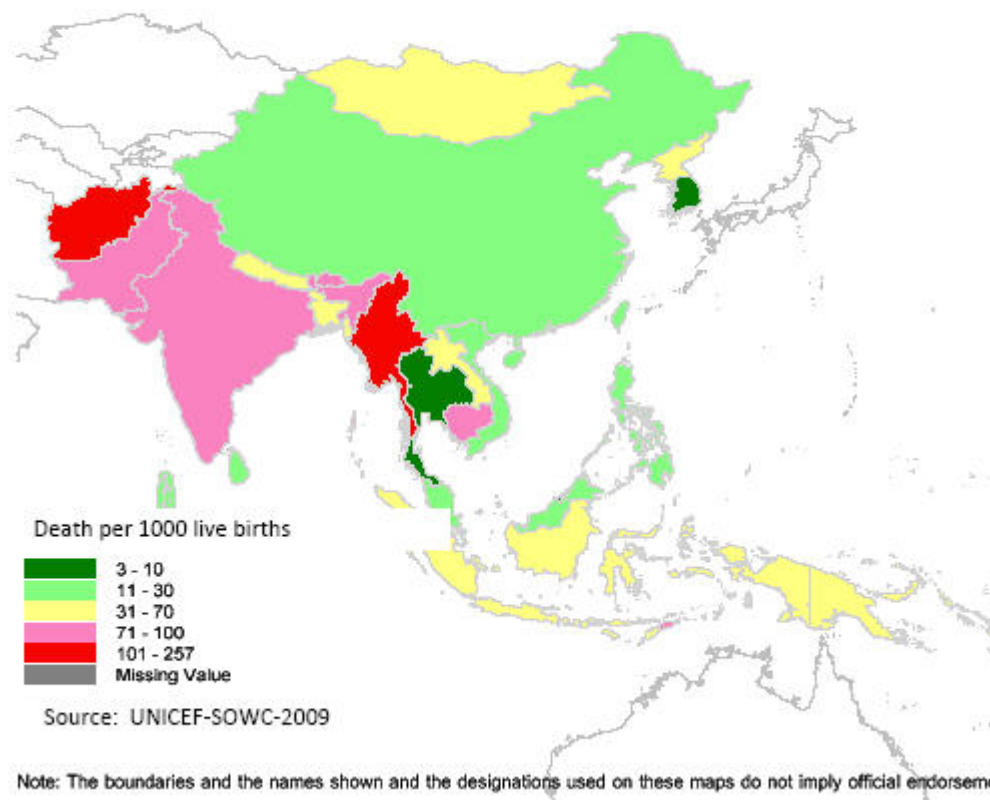 Death per 1000 live births
3 - 10
11 - 30
31 - 70
71 - 100
101 - 257
Missing Value
Source: UNICEF-SOWC-2009
Note: The boundaries and the names shown and the designations used on these maps do not imply official endorseme